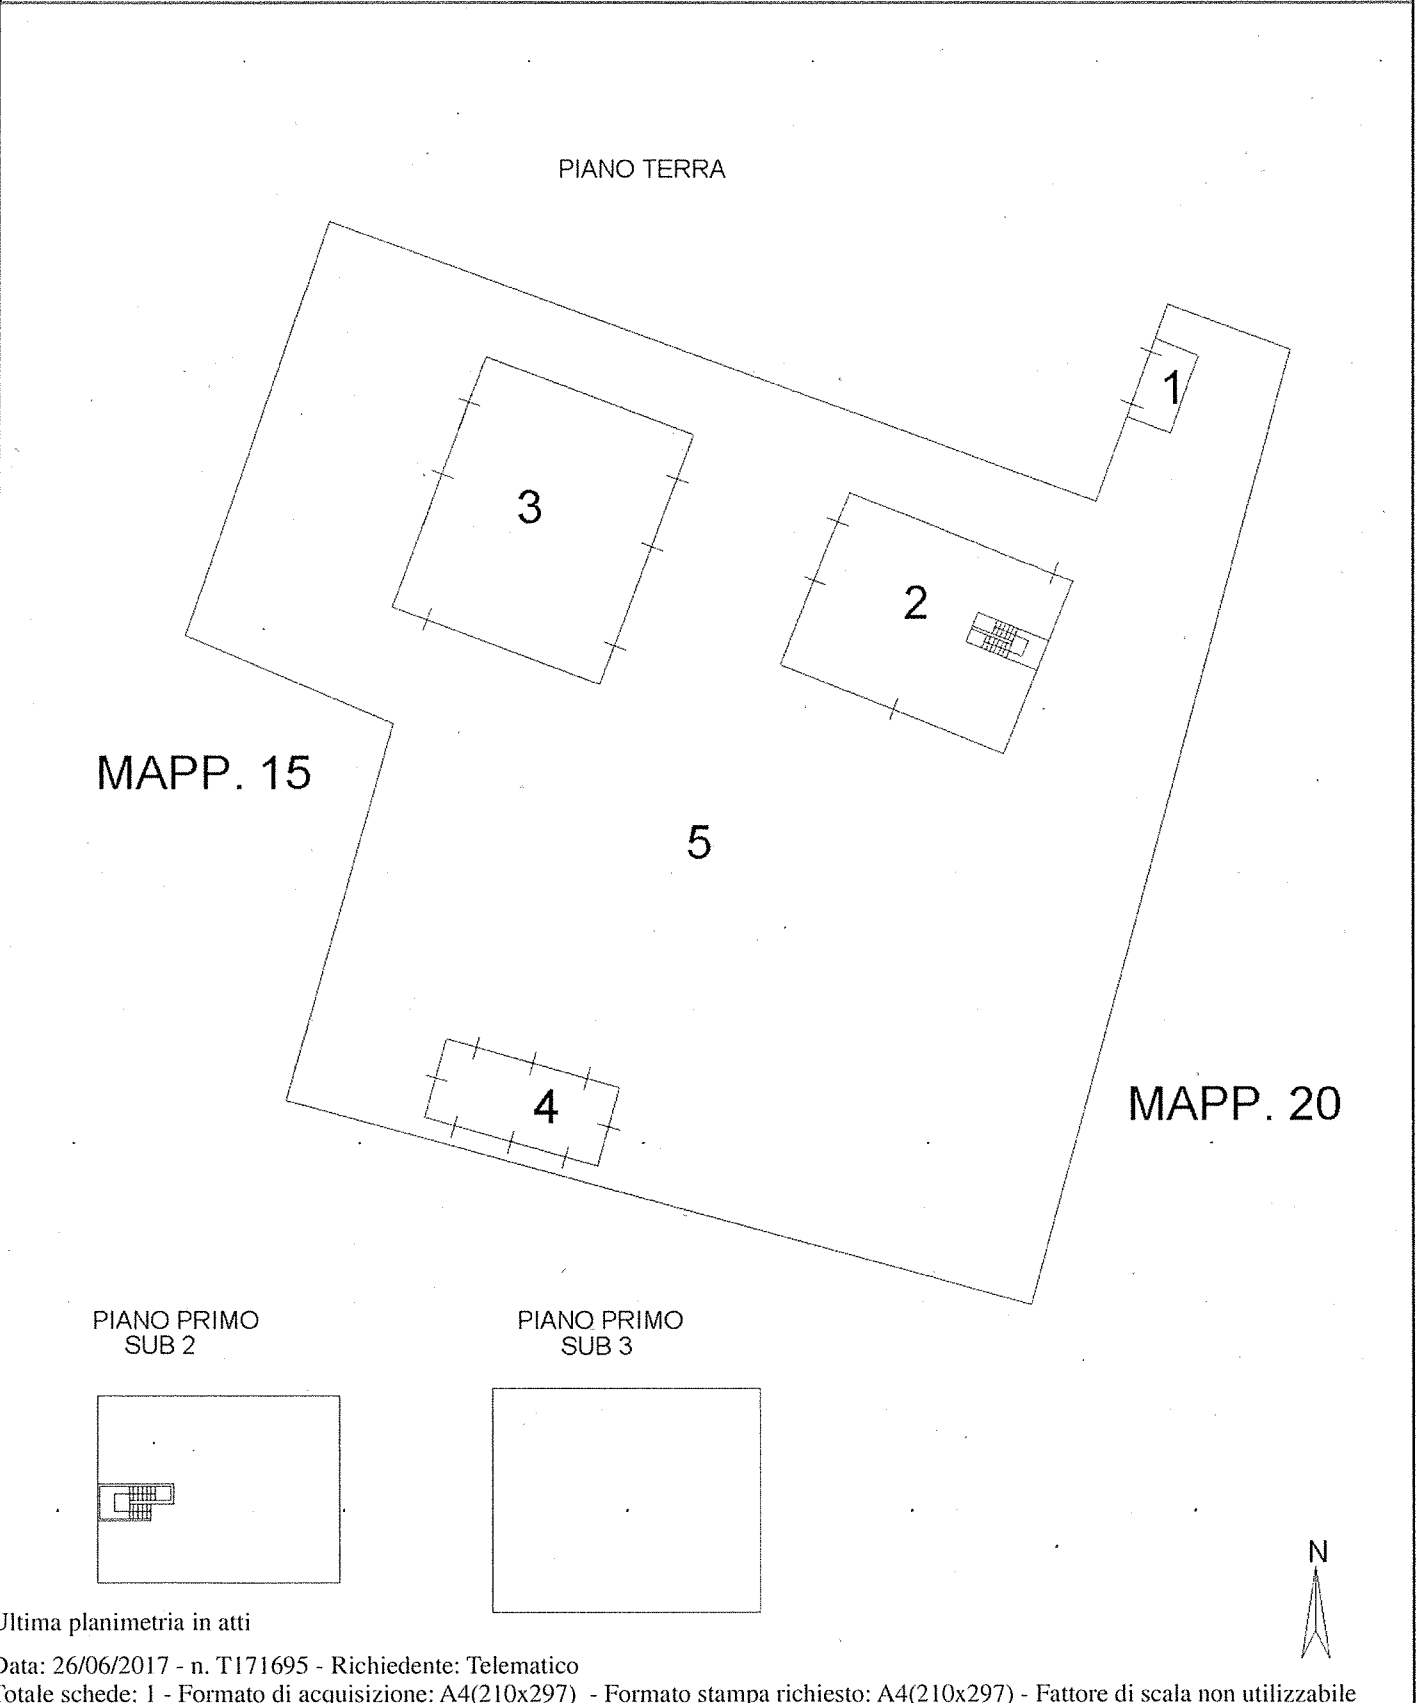 PIANO TERRA
1
3
2
MAPP. 15
5
4
MAPP. 20
PIANO PRIMO
SUB 2
PIANO PRIMO
SUB 3
N
Ultima planimetria in atti
Data: 26/06/2017 - n. T171695 - Richiedente: Telematico
Totale schede: 1 - Formato di acquisizione: A4(210x297) - Formato stampa richiesto: A4(210x297) - Fattore di scala non utilizzabile